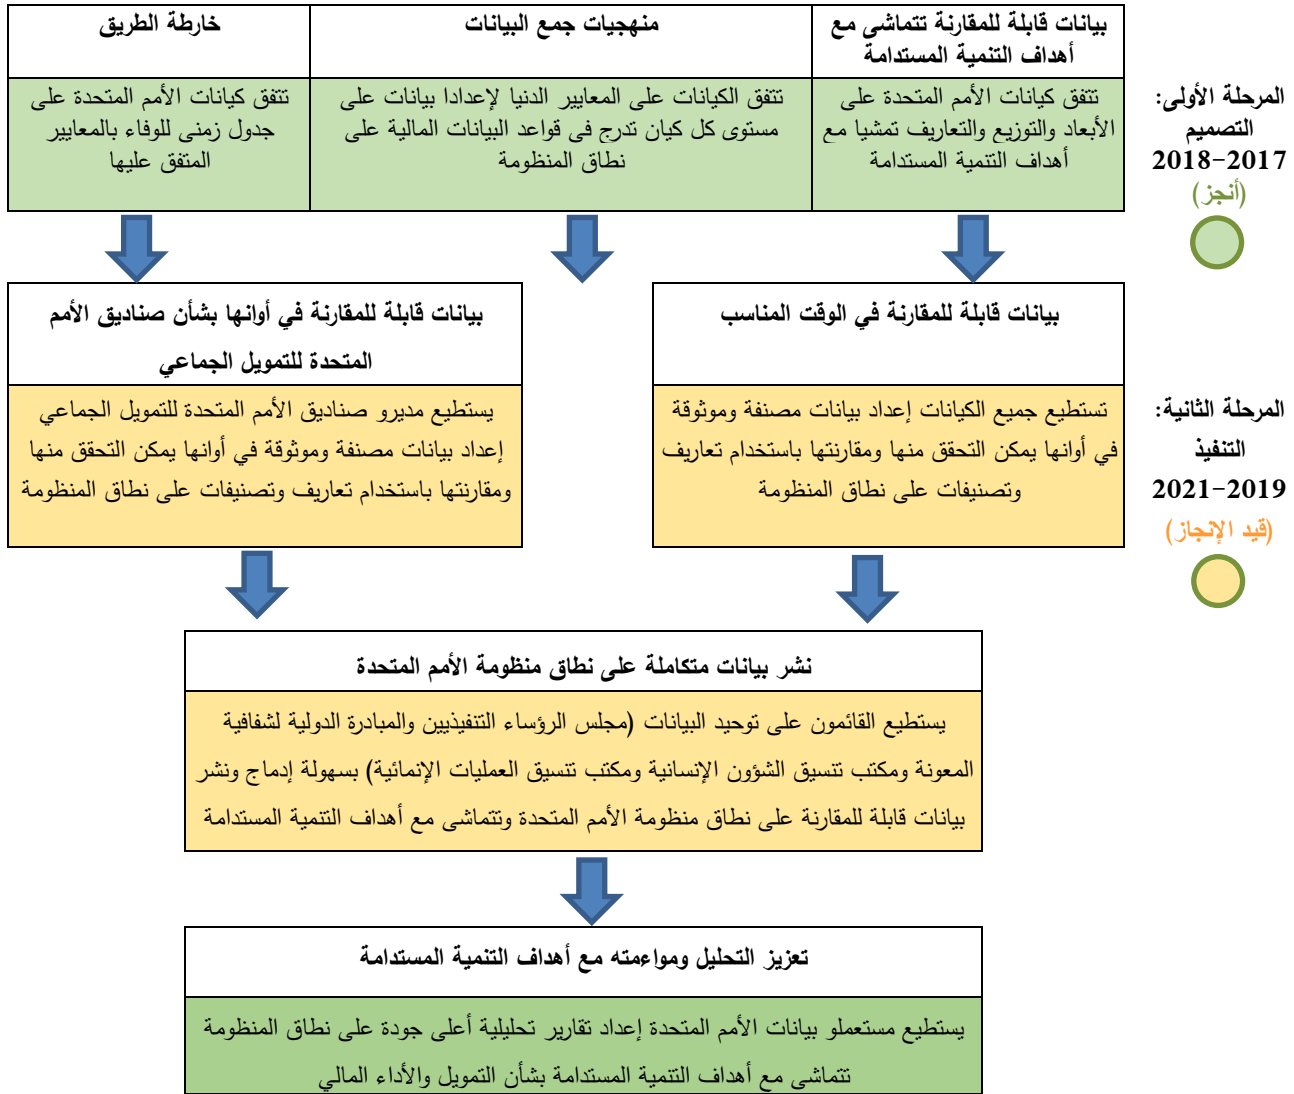 المرحلة الأولى:
التصميم
2017-2018
(أنجز)
بيانات قابلة للمقارنة تتماشى مع
أهداف التنمية المستدامة
منهجيات جمع البيانات
خارطة الطريق
تتفق كيانات الأمم المتحدة على
الأبعاد والتوزيع والتعاريف تمشيا مع
أهداف التنمية المستدامة
تتفق الكيانات على المعايير الدنيا لإعدادا بيانات على
مستوى كل كيان تدرج في قواعد البيانات المالية على
نطاق المنظومة
تتفق كيانات الأمم المتحدة على
جدول زمني للوفاء بالمعايير
المتفق عليها
المرحلة الثانية:
التنفيذ
2019-2021
(قيد الإنجاز)
بيانات قابلة للمقارنة في الوقت المناسب
تستطيع جميع الكيانات إعداد بيانات مصنفة وموثوقة
في أوانها يمكن التحقق منها ومقارنتها باستخدام تعاريف
وتصنيفات على نطاق المنظومة
بيانات قابلة للمقارنة في أوانها بشأن صناديق الأمم
المتحدة للتمويل الجماعي
يستطيع مديرو صناديق الأمم المتحدة للتمويل الجماعي
إعداد بيانات مصنفة وموثوقة في أوانها يمكن التحقق منها
ومقارنتها باستخدام تعاريف وتصنيفات على نطاق المنظومة
نشر بيانات متكاملة على نطاق منظومة الأمم المتحدة
يستطيع القائمون على توحيد البيانات (مجلس الرؤساء التنفيذيين والمبادرة الدولية لشفافية
المعونة ومكتب تنسيق الشؤون الإنسانية ومكتب تنسيق العمليات الإنمائية) بسهولة إدماج ونشر
بيانات قابلة للمقارنة على نطاق منظومة الأمم المتحدة وتتماشى مع أهداف التنمية المستدامة
تعزيز التحليل ومواءمته مع أهداف التنمية المستدامة
يستطيع مستعملو بيانات الأمم المتحدة إعداد تقارير تحليلية أعلى جودة على نطاق المنظومة
تتماشى مع أهداف التنمية المستدامة بشأن التمويل والأداء المالي